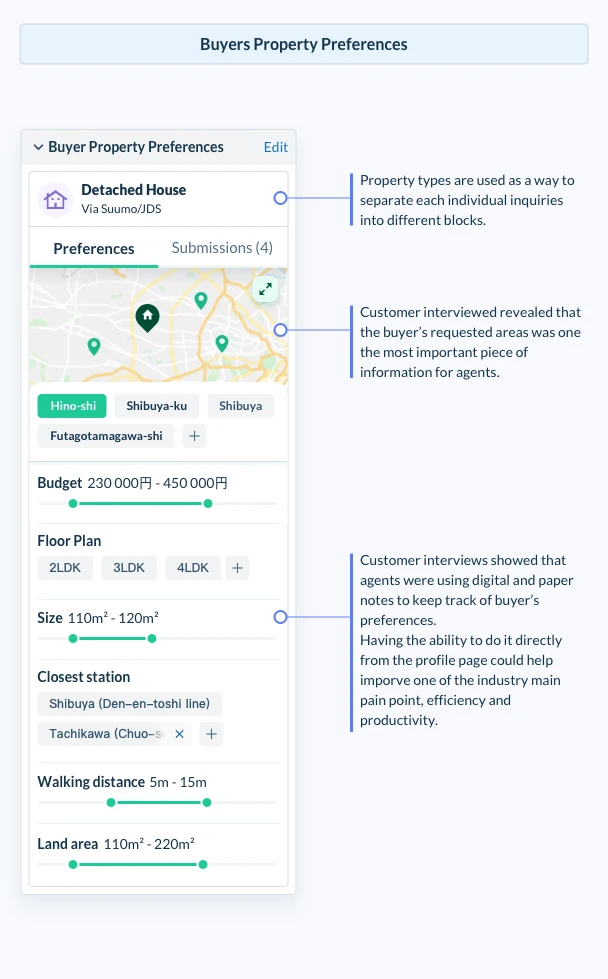 Buyers Property Preferences
Buyer Property Preferences
Edit
Detached House
Via Suumo/JDS
Preferences
Submissions (4)
Hino-shi
Shibuya-ku
Shibuya
Futagotamagawa-shi
Budget 230 000円 - 450 000円
Floor Plan
2LDK
3LDK
4LDK
Size 110m² - 120m²
Closest station
Shibuya (Den-en-toshi line)
Tachikawa (Chuo-s
Walking distance 5m - 15m
Land area 110m² - 220m²
Property types are used as a way to
separate each individual inquiries
into different blocks.
Customer interviewed revealed that
the buyer's requested areas was one
the most important piece of
information for agents.
Customer interviews showed that
agents were using digital and paper
notes to keep track of buyer's
preferences.
Having the ability to do it directly
from the profile page could help
imporve one of the industry main
pain point, efficiency and
productivity.